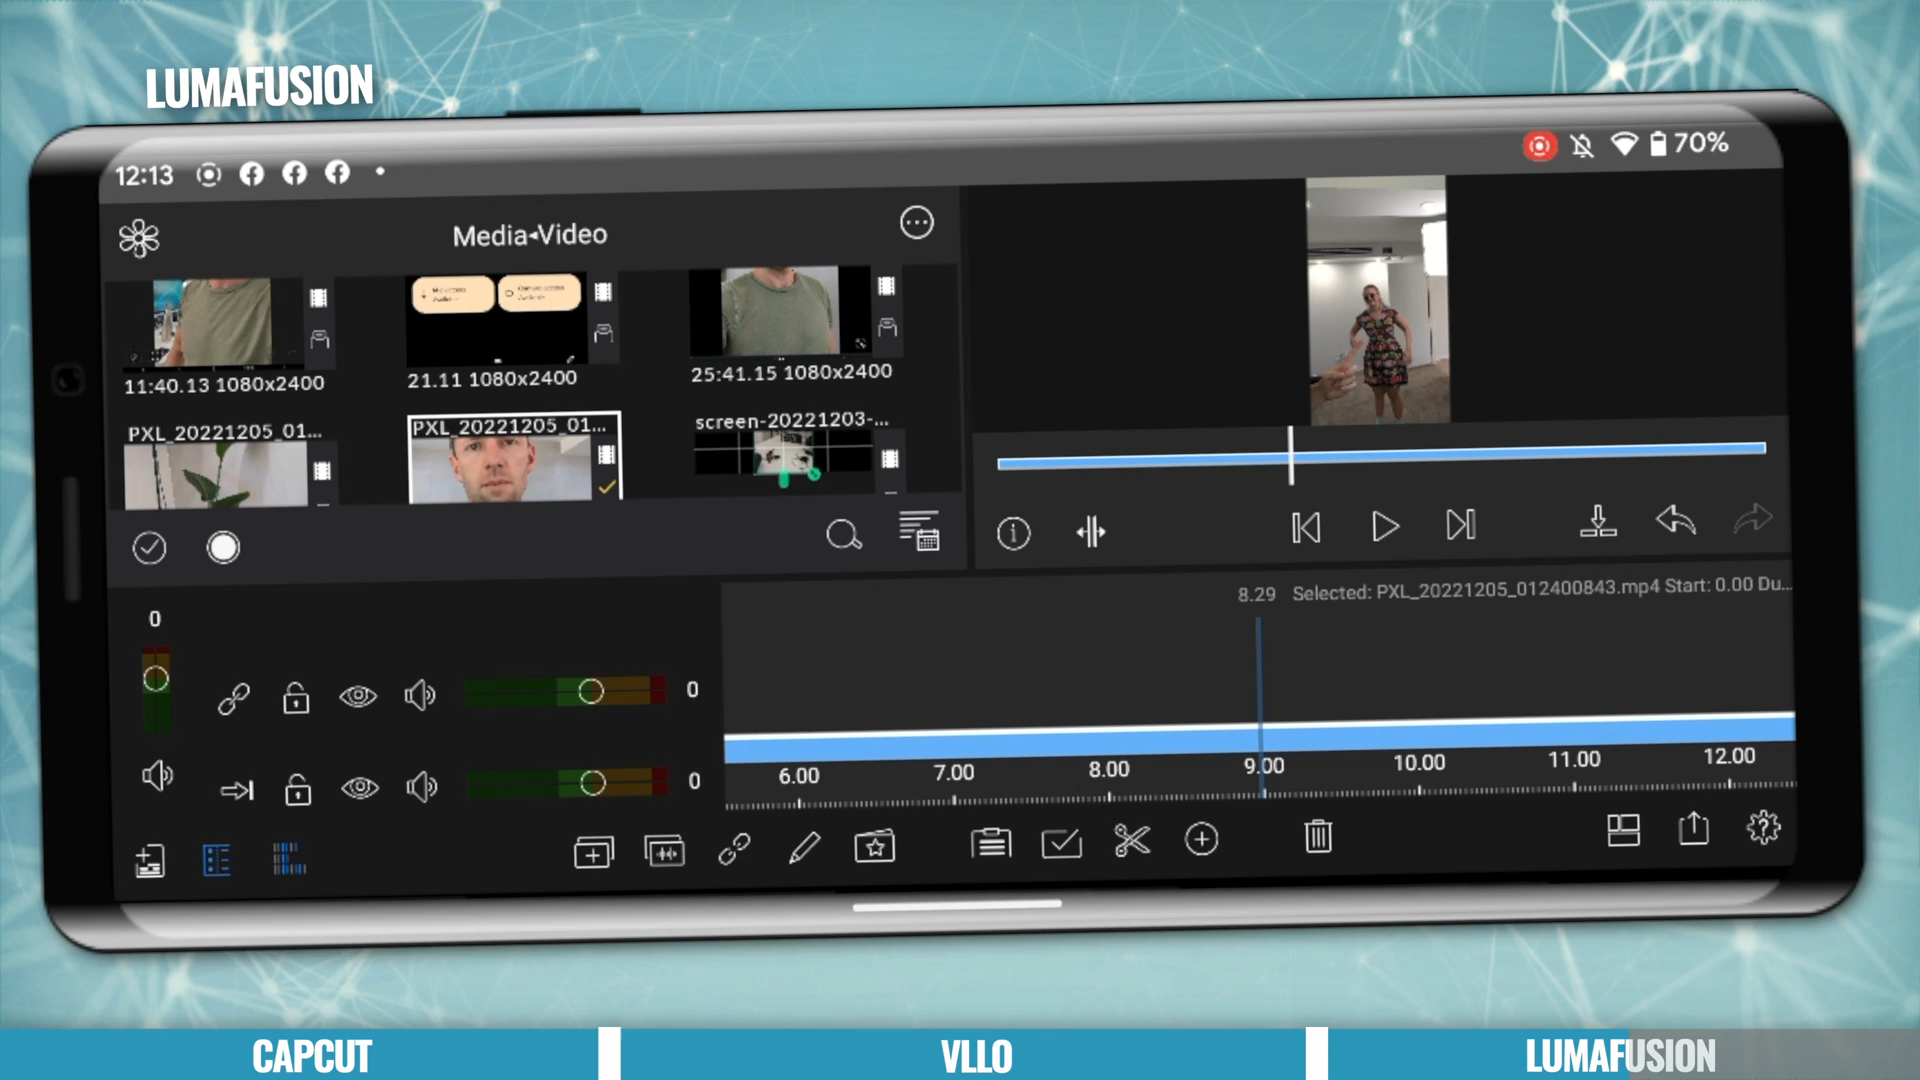 LUMAFUSION
12:13
70%
Media◂Video
11:40.13 1080x2400
21.11 1080x2400
25:41.15 1080x2400
PXL_20221205_01...
PXL_20221205_01...
screen-20221203-...
0
0
0
8.29 Selected: PXL_20221205_012400843.mp4 Start: 0.00 Du...
6.00 7.00 8.00 9.00 10.00 11.00 12.00
CAPCUT
VLLO
LUMAFUSION